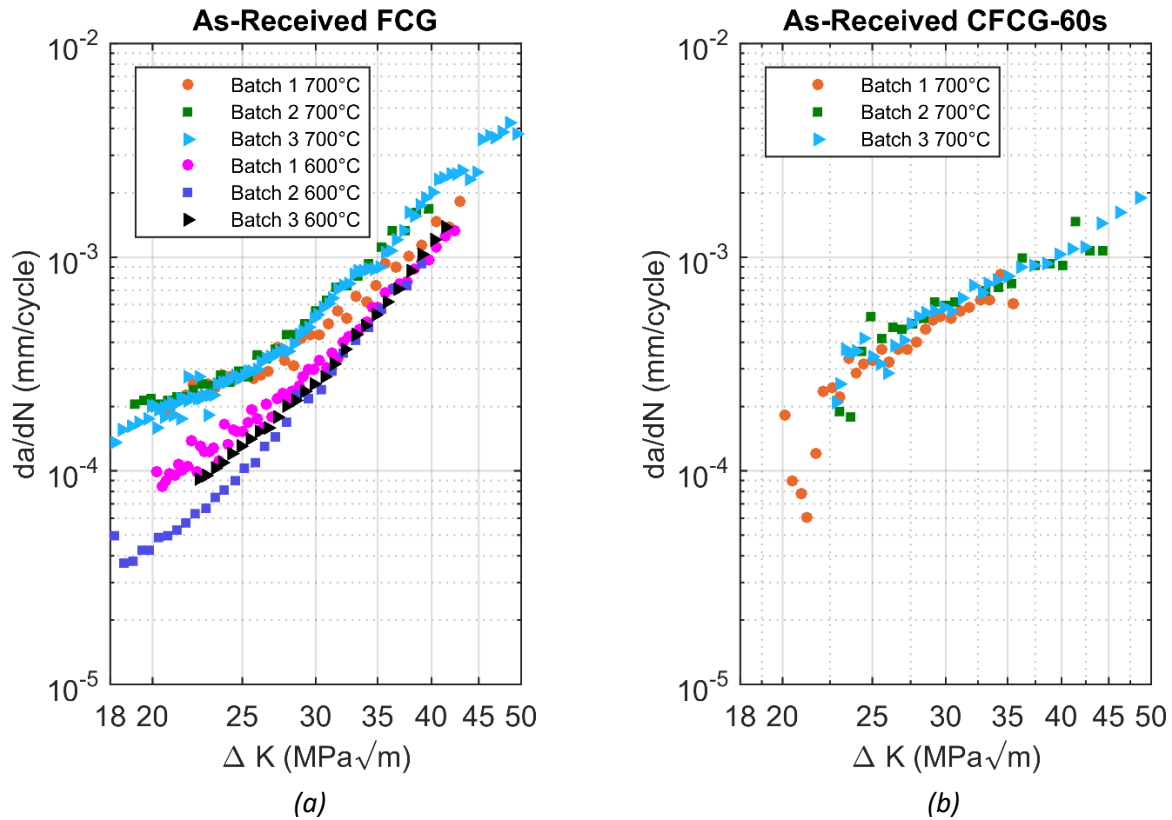 As-Received FCG
10-2
Batch 1 700°C
Batch 2 700°C
Batch 3 700°C
Batch 1 600°C
Batch 2 600°C
Batch 3 600°C
10-3
da/dN (mm/cycle)
10-4
10-5
18 20 25 30 35 40 45 50
Δ K (MPa√m)
(a)
As-Received CFCG-60s
10-2
Batch 1 700°C
Batch 2 700°C
Batch 3 700°C
10-3
da/dN (mm/cycle)
10-4
10-5
18 20 25 30 35 40 45 50
Δ K (MPa√m)
(b)